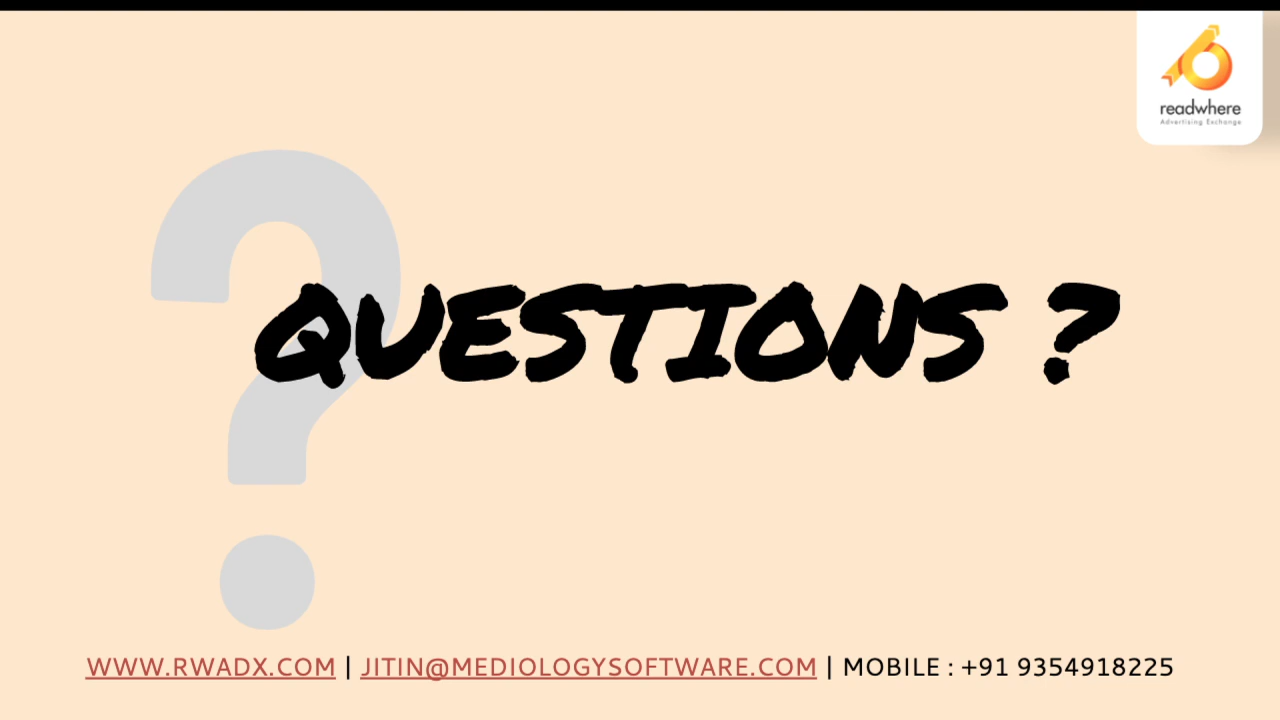 readwhere
Advertising Exchange
QUESTIONS ?
WWW.RWADX.COM | JITIN@MEDIOLOGYSOFTWARE.COM | MOBILE : +91 9354918225